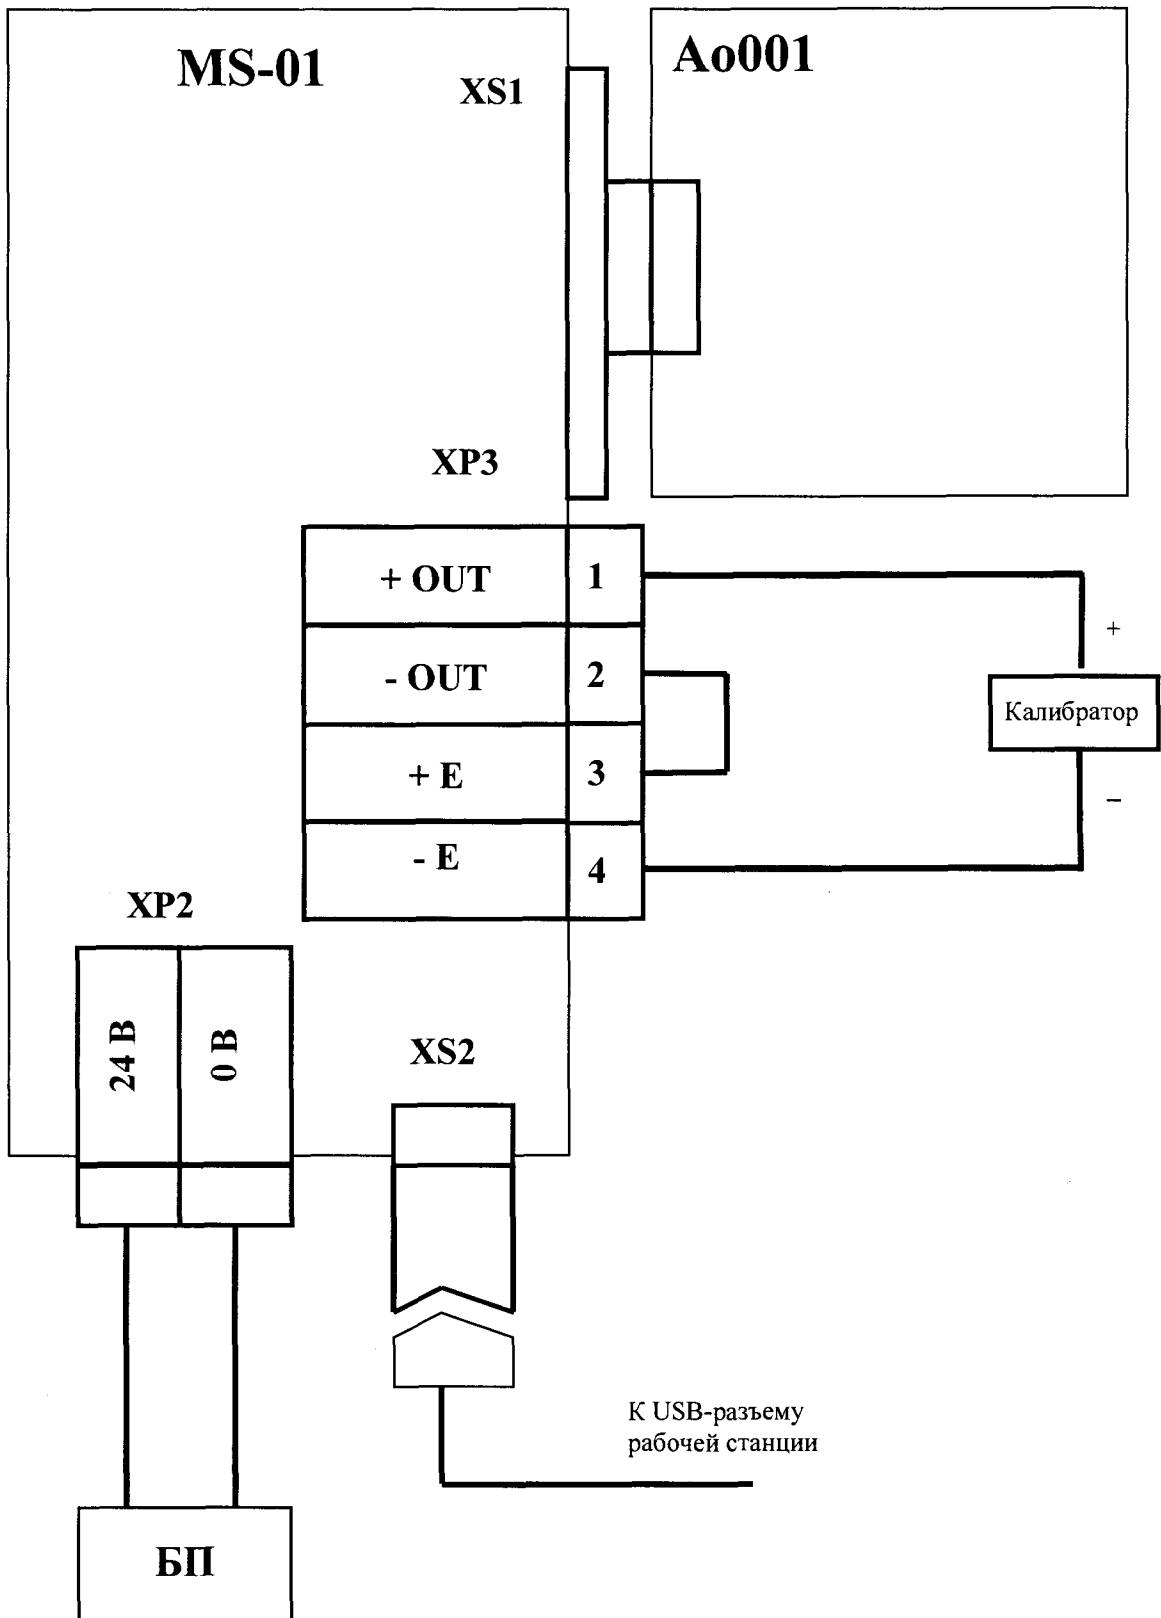 MS-01
Ao001
XS1
XP3
+ OUT 1
- OUT 2
+ E 3
- E 4
+
Калибратор
–
XP2
24 В
0 В
XS2
К USB-разъему
рабочей станции
БП